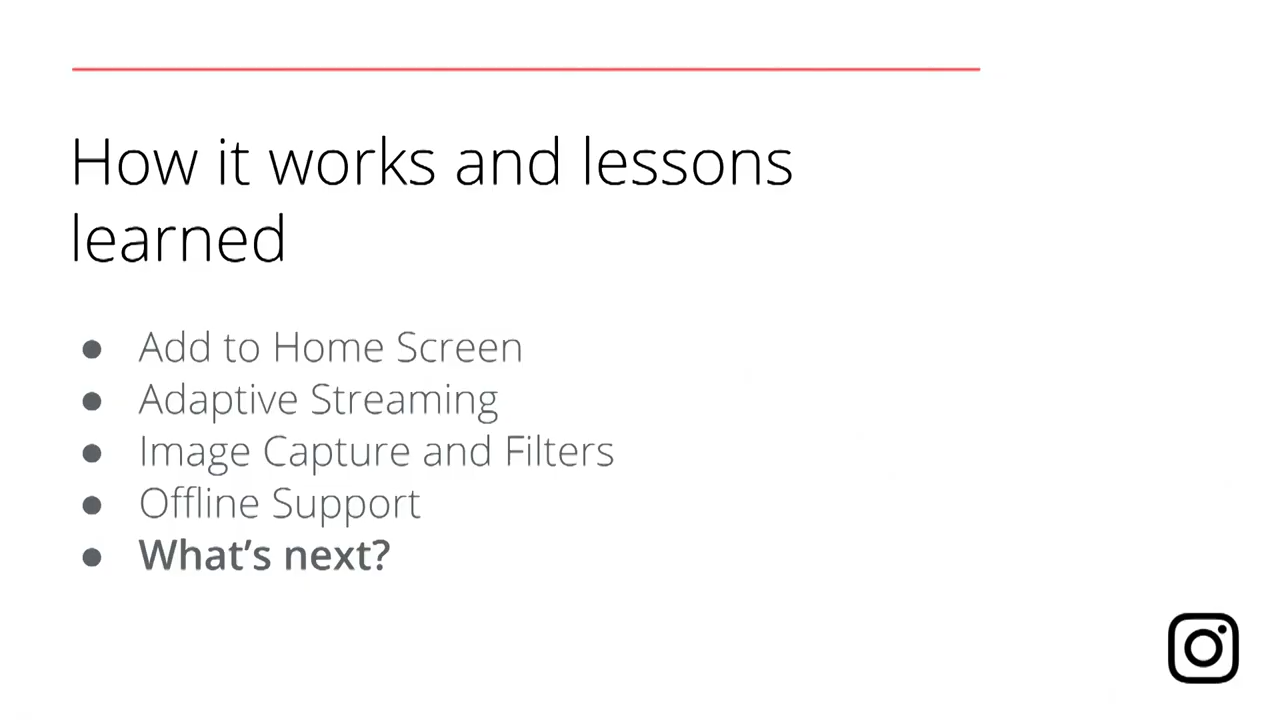 How it works and lessons
learned
● Add to Home Screen
● Adaptive Streaming
● Image Capture and Filters
● Offline Support
● What's next?